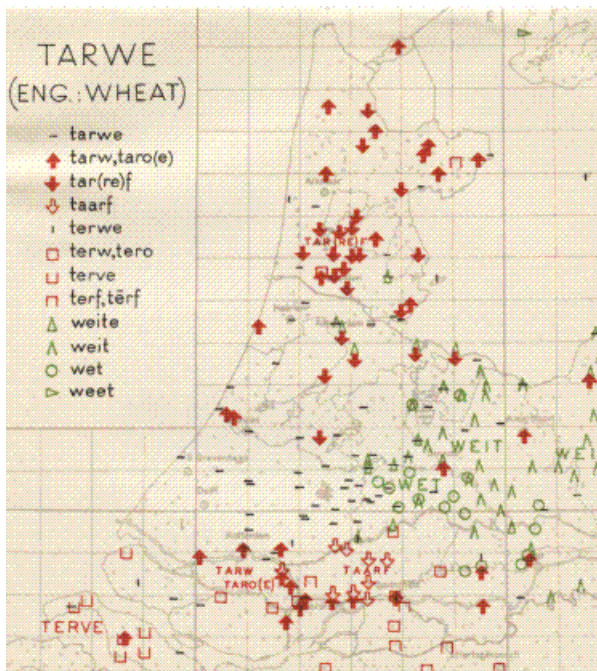 TARWE
(ENG.: WHEAT)
tarwe
tarw, taro(e)
tar(re)f
taarf
terwe
terw, tero
terve
terf, tērf
weite
weit
wet
weet
TAR(RE)F
WEIT
WEI
WET
TARW
TARO(E)
TAARF
TERVE